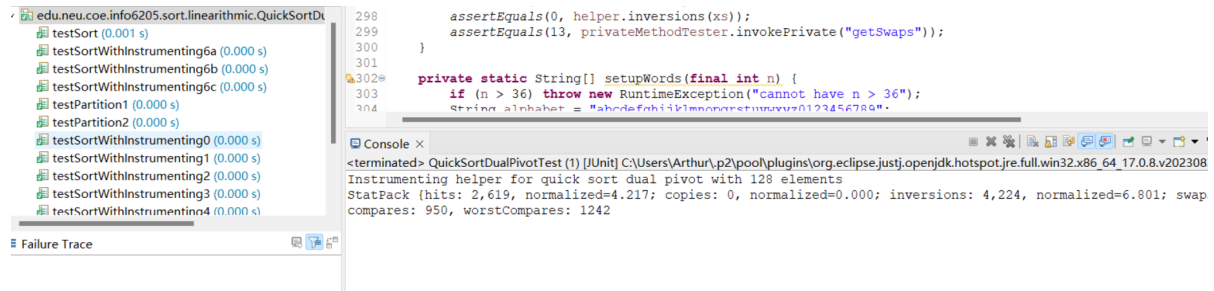 edu.neu.coe.info6205.sort.linearithmic.QuickSortDu
testSort (0.001 s)
testSortWithInstrumenting6a (0.000 s)
testSortWithInstrumenting6b (0.000 s)
testSortWithInstrumenting6c (0.000 s)
testPartition1 (0.000 s)
testPartition2 (0.000 s)
testSortWithInstrumenting0 (0.000 s)
testSortWithInstrumenting1 (0.000 s)
testSortWithInstrumenting2 (0.000 s)
testSortWithInstrumenting3 (0.000 s)
testSortWithInstrumenting4 (0.000 s)
Failure Trace
298 assertEquals(0, helper.inversions(xs));
299 assertEquals(13, privateMethodTester.invokePrivate("getSwaps"));
300 }
301
302 private static String[] setupWords(final int n) {
303 if (n > 36) throw new RuntimeException("cannot have n > 36");
304 String alphabet = "abcdefghijklmnopqrstuvwxyz0123456789";
Console
<terminated> QuickSortDualPivotTest (1) [JUnit] C:\Users\Arthur\.p2\pool\plugins\org.eclipse.justj.openjdk.hotspot.jre.full.win32.x86_64_17.0.8.v202308
Instrumenting helper for quick sort dual pivot with 128 elements
StatPack {hits: 2,619, normalized=4.217; copies: 0, normalized=0.000; inversions: 4,224, normalized=6.801; swap
compares: 950, worstCompares: 1242